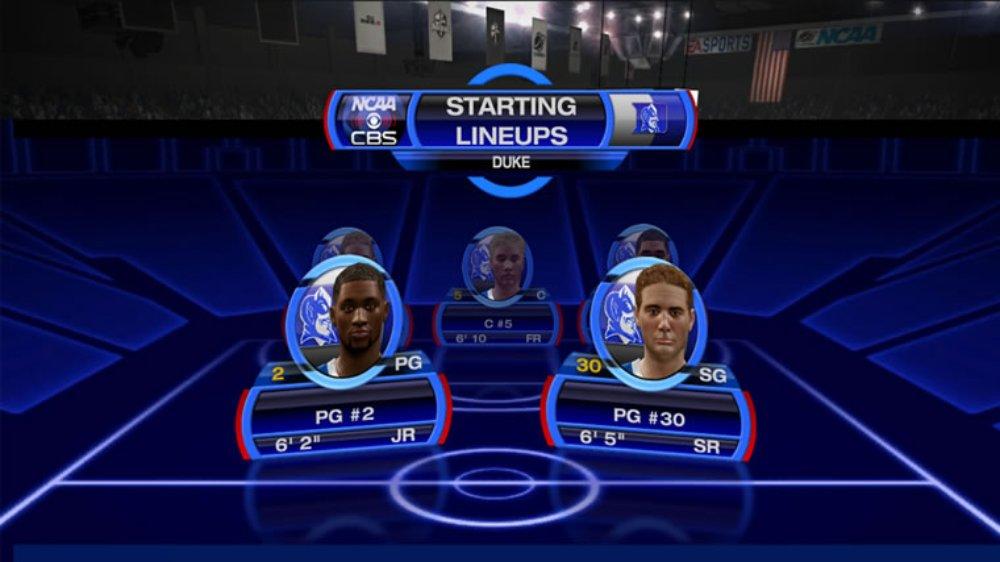 EA SPORTS
NCAA
NCAA
CBS
STARTING
LINEUPS
DUKE
5 C
C #5
6' 10 FR
2 PG
PG #2
6' 2" JR
30 SG
PG #30
6' 5" SR